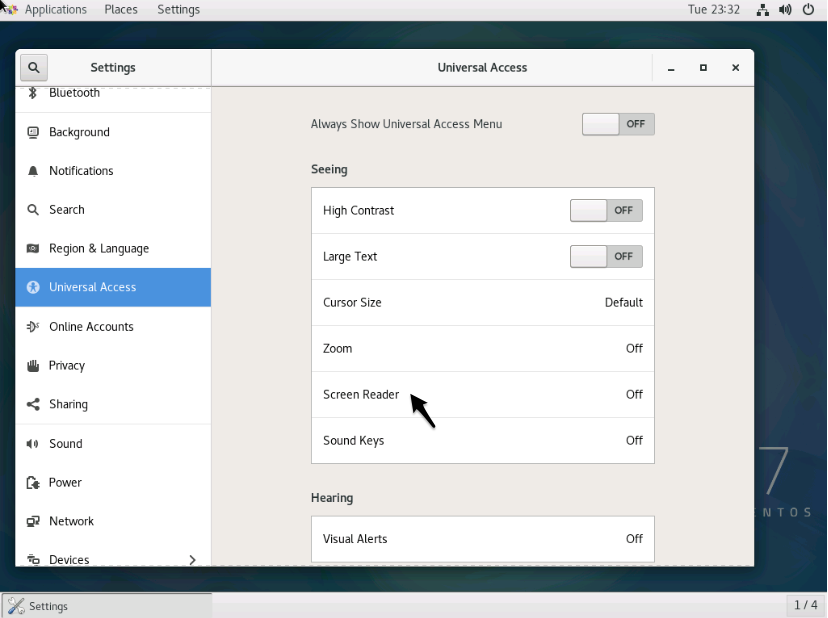 Applications Places Settings Tue 23:32
Settings Universal Access
Bluetooth
Background
Notifications
Search
Region & Language
Universal Access
Online Accounts
Privacy
Sharing
Sound
Power
Network
Devices
Always Show Universal Access Menu OFF
Seeing
High Contrast OFF
Large Text OFF
Cursor Size Default
Zoom Off
Screen Reader Off
Sound Keys Off
Hearing
Visual Alerts Off
7
ENTOS
Settings 1 / 4